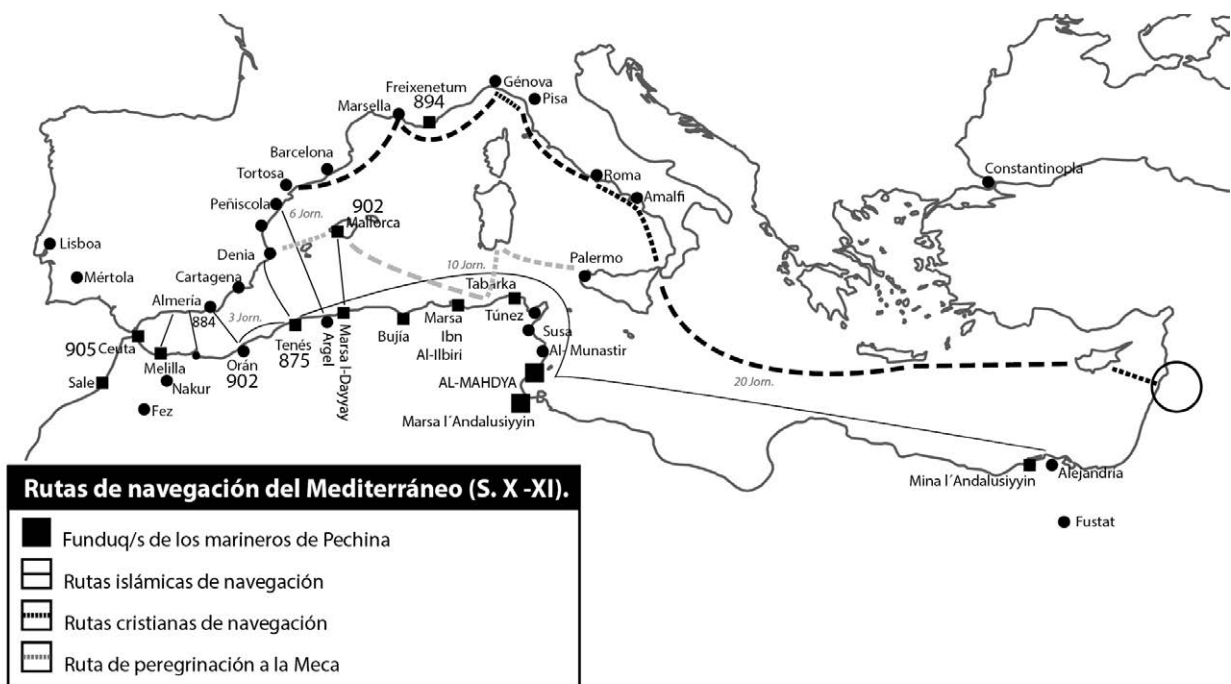 Génova
Freixenetum
894
Pisa
Marsella
Barcelona
Tortosa
Roma
Constantinopla
Peñiscola
Amalfi
6 Jorn.
902
Mallorca
Lisboa
Denia
Mértola
Palermo
Cartagena
10 Jorn.
Tabarka
Almería
884
3 Jorn.
Marsa
Ibn
Al-Ilbiri
Túnez
Susa
905
Ceuta
Tenés
875
Argel
Marsa l-Dayyay
Bujía
Melilla
Orán
902
Al-Munastir
Sale
Nakur
AL-MAHDYA
20 Jorn.
Fez
Marsa l´Andalusiyyin
Mina l´Andalusiyyin
Alejandria
Fustat
Rutas de navegación del Mediterráneo (S. X -XI).
Funduq/s de los marineros de Pechina
Rutas islámicas de navegación
Rutas cristianas de navegación
Ruta de peregrinación a la Meca